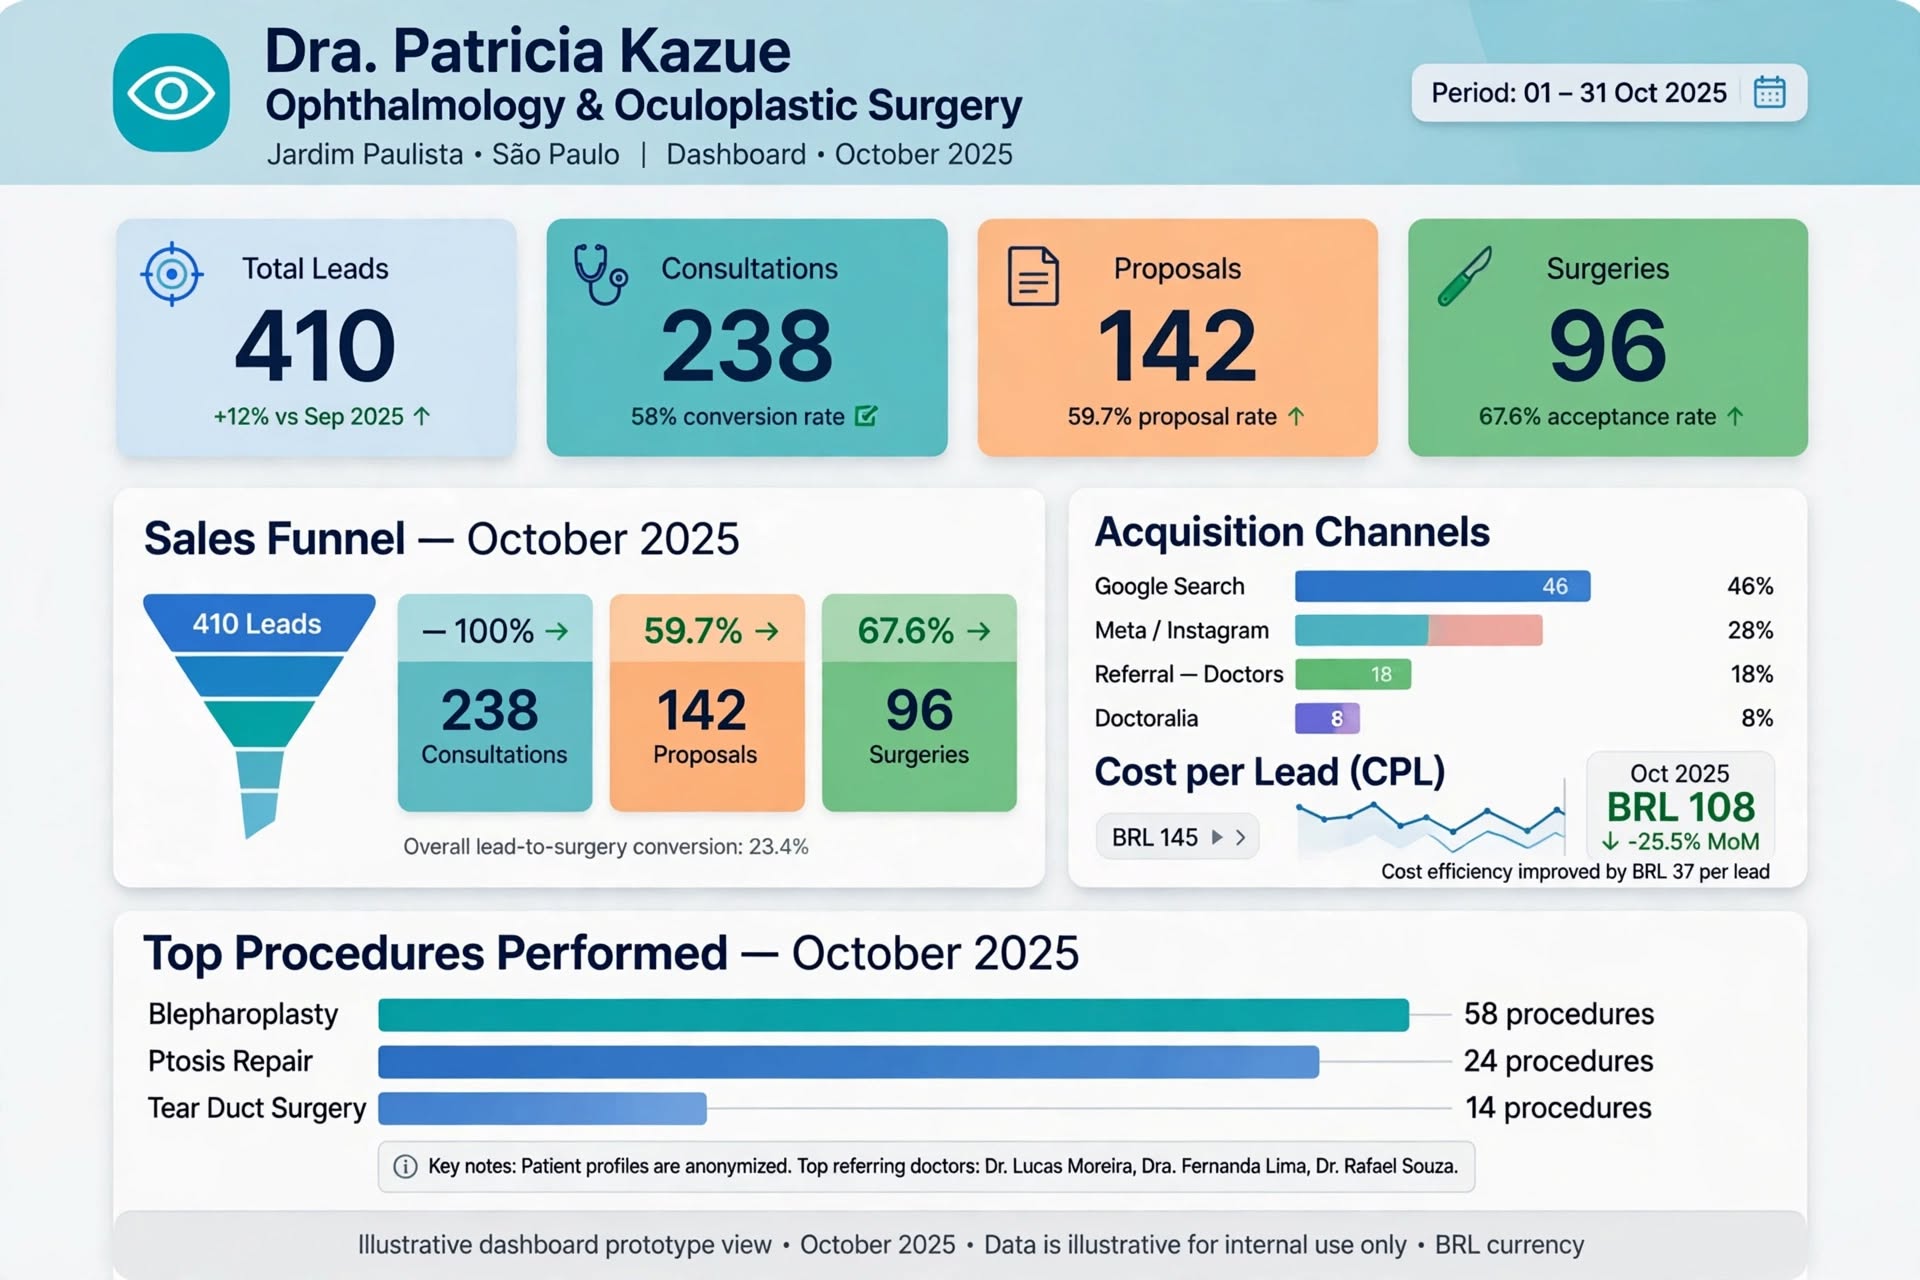 Dra. Patricia Kazue
Ophthalmology & Oculoplastic Surgery
Jardim Paulista • São Paulo | Dashboard • October 2025
Period: 01 – 31 Oct 2025
Total Leads
410
+12% vs Sep 2025 ↑
Consultations
238
58% conversion rate
Proposals
142
59.7% proposal rate ↑
Surgeries
96
67.6% acceptance rate ↑
Sales Funnel — October 2025
410 Leads
– 100% →
238
Consultations
59.7% →
142
Proposals
67.6% →
96
Surgeries
Overall lead-to-surgery conversion: 23.4%
Acquisition Channels
Google Search 46 46%
Meta / Instagram 28%
Referral – Doctors 18 18%
Doctoralia 8 8%
Cost per Lead (CPL)
BRL 145
Oct 2025
BRL 108
↓ -25.5% MoM
Cost efficiency improved by BRL 37 per lead
Top Procedures Performed — October 2025
Blepharoplasty 58 procedures
Ptosis Repair 24 procedures
Tear Duct Surgery 14 procedures
Key notes: Patient profiles are anonymized. Top referring doctors: Dr. Lucas Moreira, Dra. Fernanda Lima, Dr. Rafael Souza.
Illustrative dashboard prototype view • October 2025 • Data is illustrative for internal use only • BRL currency